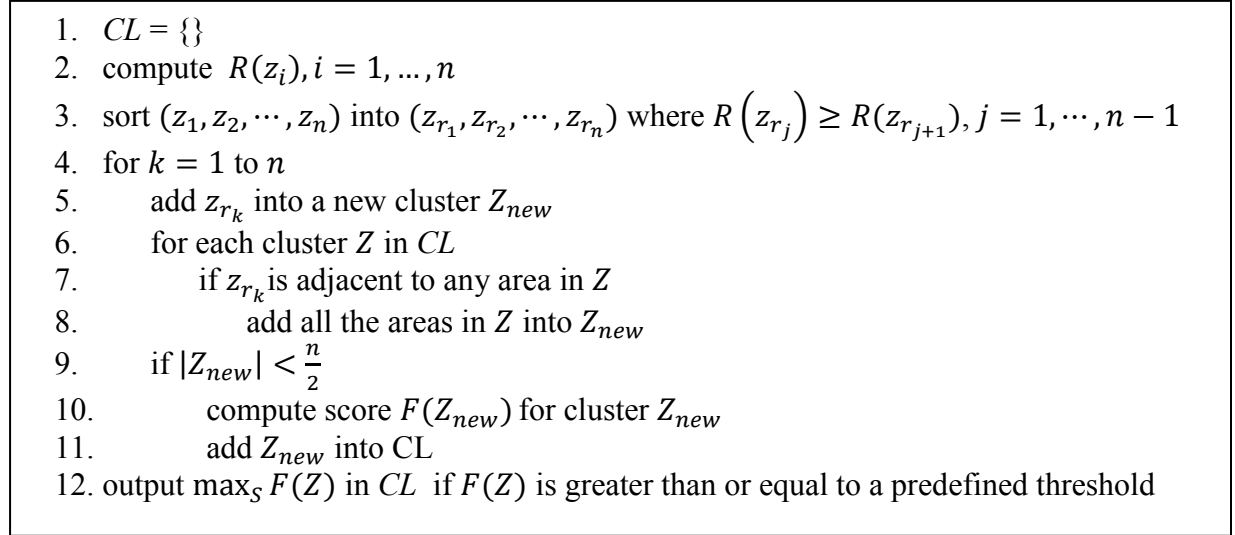 1. CL = {}
2. compute R(z_i), i = 1, …, n
3. sort (z_1, z_2, ⋯, z_n) into (z_{r_1}, z_{r_2}, ⋯, z_{r_n}) where R(z_{r_j}) ≥ R(z_{r_{j+1}}), j = 1, ⋯, n − 1
4. for k = 1 to n
5. add z_{r_k} into a new cluster Z_{new}
6. for each cluster Z in CL
7. if z_{r_k} is adjacent to any area in Z
8. add all the areas in Z into Z_{new}
9. if |Z_{new}| < n/2
10. compute score F(Z_{new}) for cluster Z_{new}
11. add Z_{new} into CL
12. output max_S F(Z) in CL if F(Z) is greater than or equal to a predefined threshold